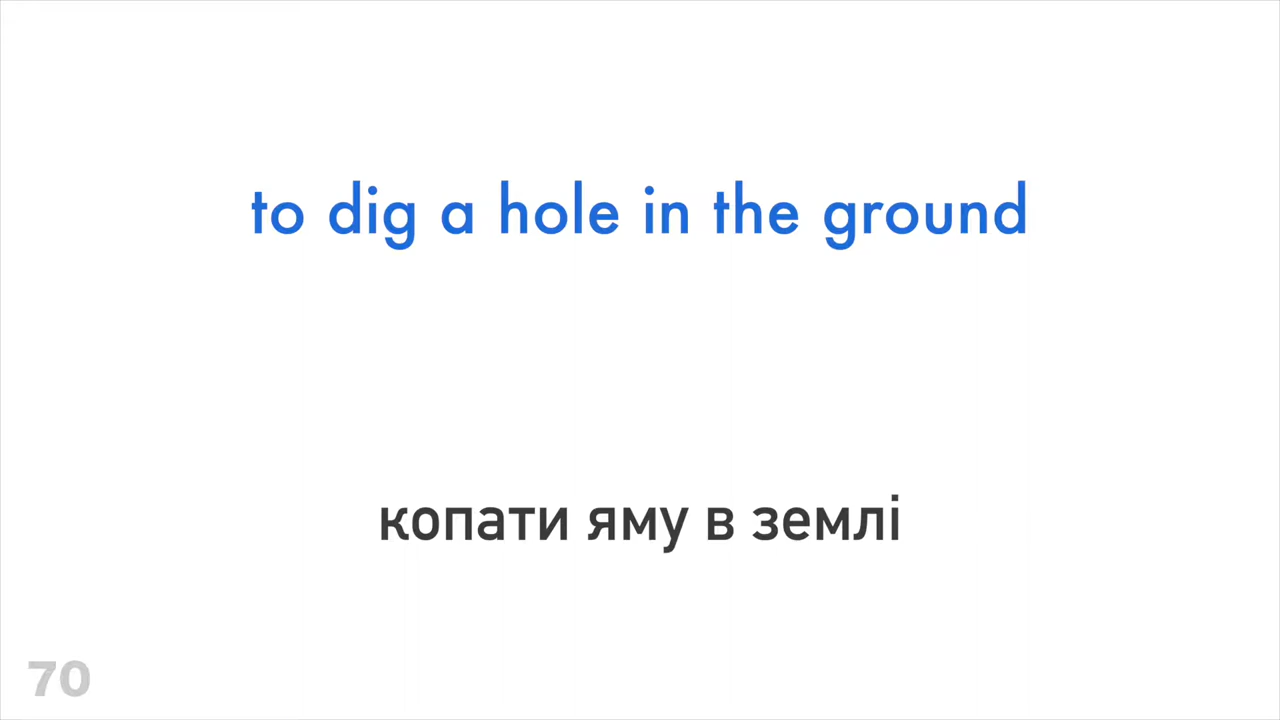 to dig a hole in the ground
копати яму в землі
70